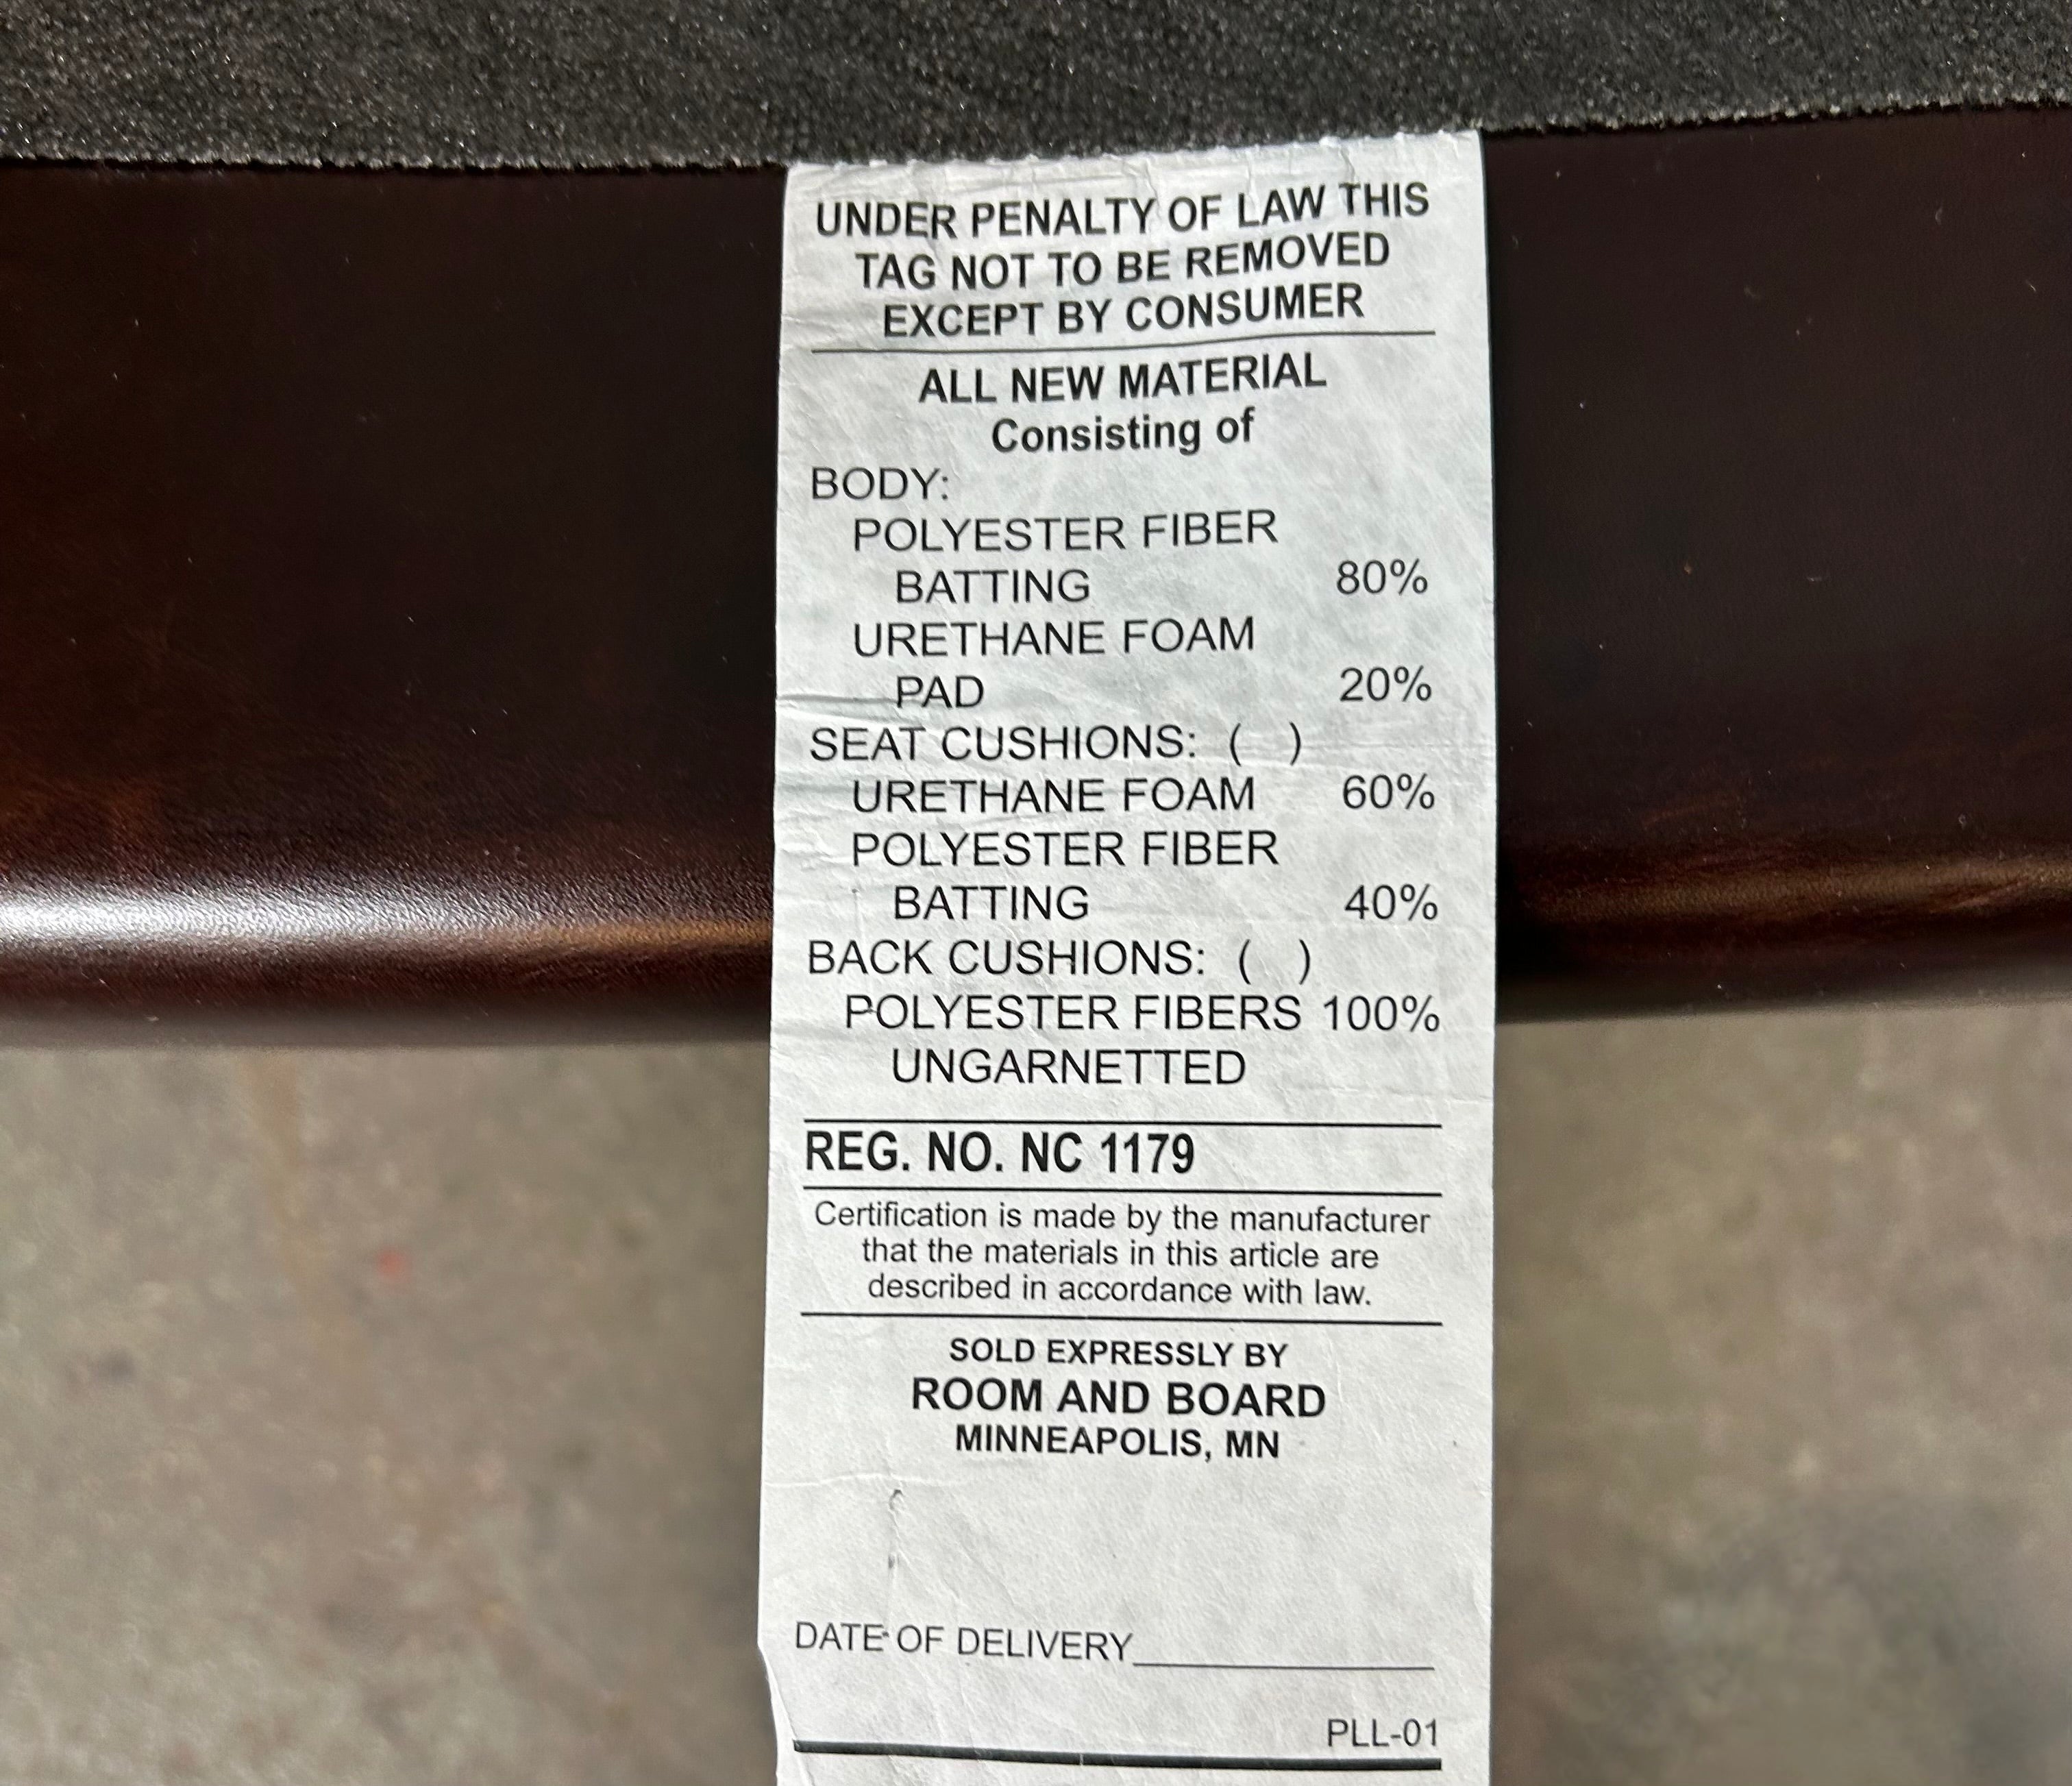 UNDER PENALTY OF LAW THIS
TAG NOT TO BE REMOVED
EXCEPT BY CONSUMER
ALL NEW MATERIAL
Consisting of
BODY:
POLYESTER FIBER
BATTING 80%
URETHANE FOAM
PAD 20%
SEAT CUSHIONS: ( )
URETHANE FOAM 60%
POLYESTER FIBER
BATTING 40%
BACK CUSHIONS: ( )
POLYESTER FIBERS 100%
UNGARNETTED
REG. NO. NC 1179
Certification is made by the manufacturer
that the materials in this article are
described in accordance with law.
SOLD EXPRESSLY BY
ROOM AND BOARD
MINNEAPOLIS, MN
DATE OF DELIVERY
PLL-01